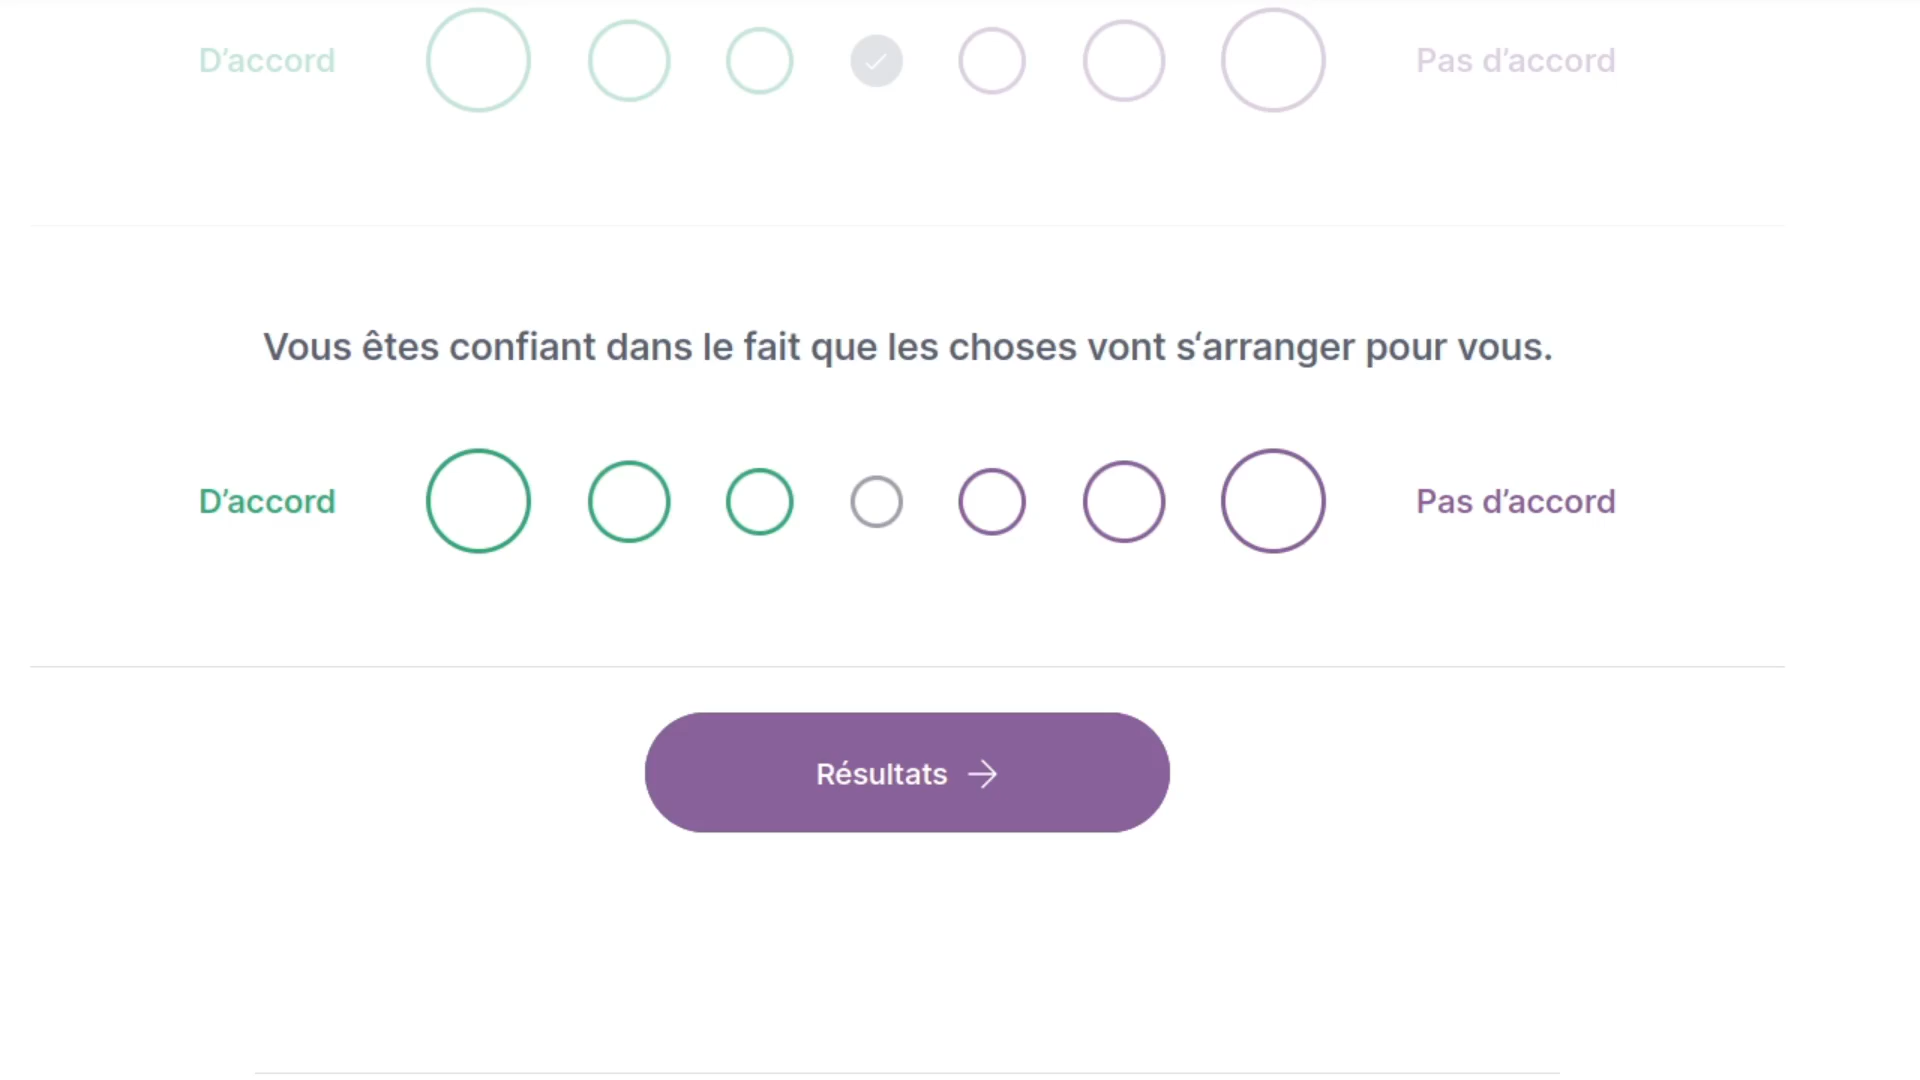 D’accord Pas d’accord
Vous êtes confiant dans le fait que les choses vont s‘arranger pour vous.
D’accord Pas d’accord
Résultats